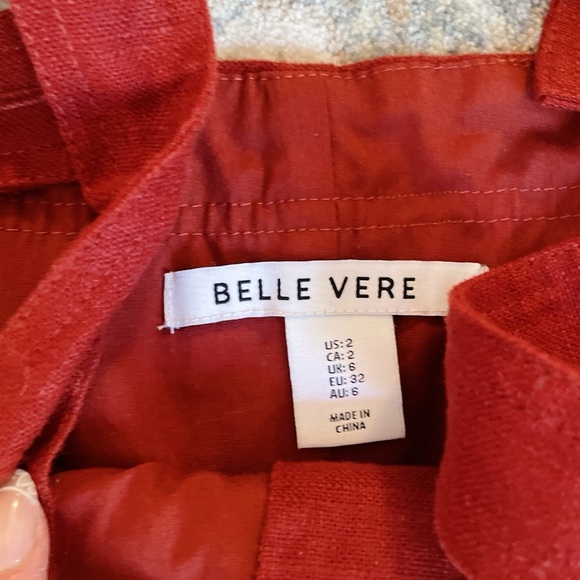 BELLE VERE
US: 2
CA: 2
UK: 6
EU: 32
AU: 6
MADE IN
CHINA